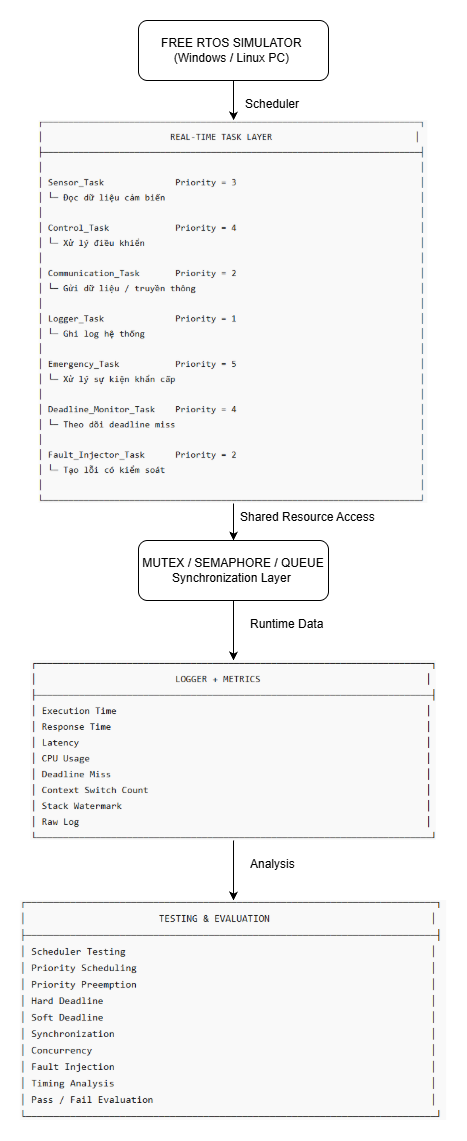 FREE RTOS SIMULATOR
(Windows / Linux PC)
Scheduler
REAL-TIME TASK LAYER
Sensor_Task Priority = 3
└─ Đọc dữ liệu cảm biến
Control_Task Priority = 4
└─ Xử lý điều khiển
Communication_Task Priority = 2
└─ Gửi dữ liệu / truyền thông
Logger_Task Priority = 1
└─ Ghi log hệ thống
Emergency_Task Priority = 5
└─ Xử lý sự kiện khẩn cấp
Deadline_Monitor_Task Priority = 4
└─ Theo dõi deadline miss
Fault_Injector_Task Priority = 2
└─ Tạo lỗi có kiểm soát
Shared Resource Access
MUTEX / SEMAPHORE / QUEUE
Synchronization Layer
Runtime Data
LOGGER + METRICS
Execution Time
Response Time
Latency
CPU Usage
Deadline Miss
Context Switch Count
Stack Watermark
Raw Log
Analysis
TESTING & EVALUATION
Scheduler Testing
Priority Scheduling
Priority Preemption
Hard Deadline
Soft Deadline
Synchronization
Concurrency
Fault Injection
Timing Analysis
Pass / Fail Evaluation